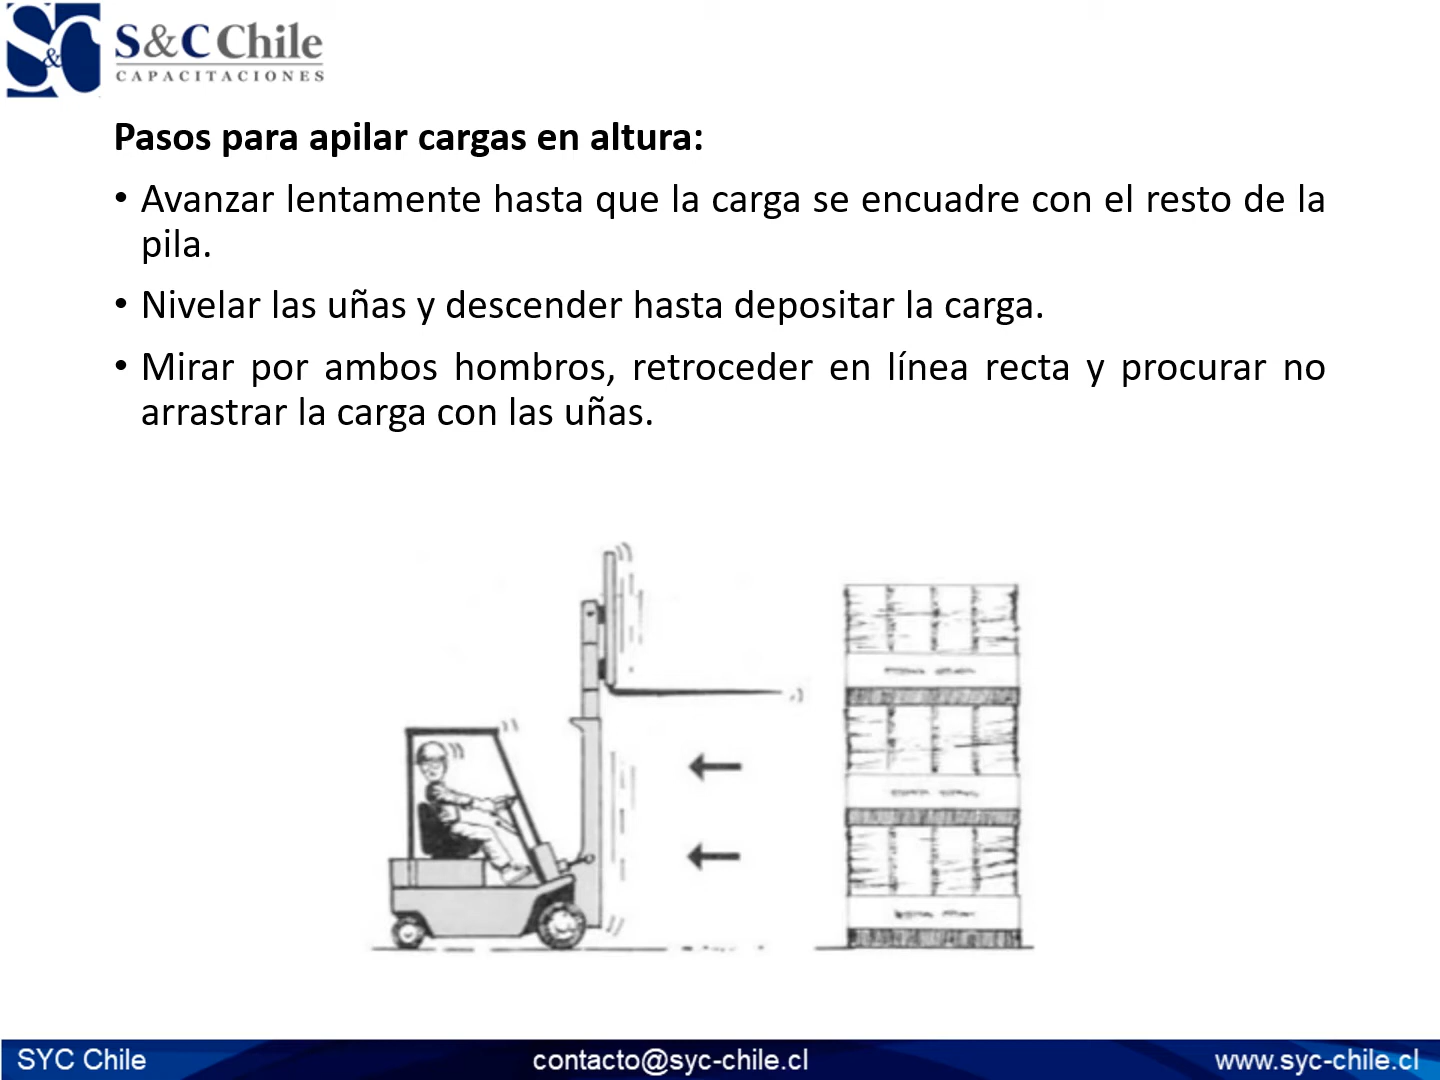 S&C
S&C Chile
CAPACITACIONES
Pasos para apilar cargas en altura:
• Avanzar lentamente hasta que la carga se encuadre con el resto de la
pila.
• Nivelar las uñas y descender hasta depositar la carga.
• Mirar por ambos hombros, retroceder en línea recta y procurar no
arrastrar la carga con las uñas.
SYC Chile
contacto@syc-chile.cl
www.syc-chile.cl